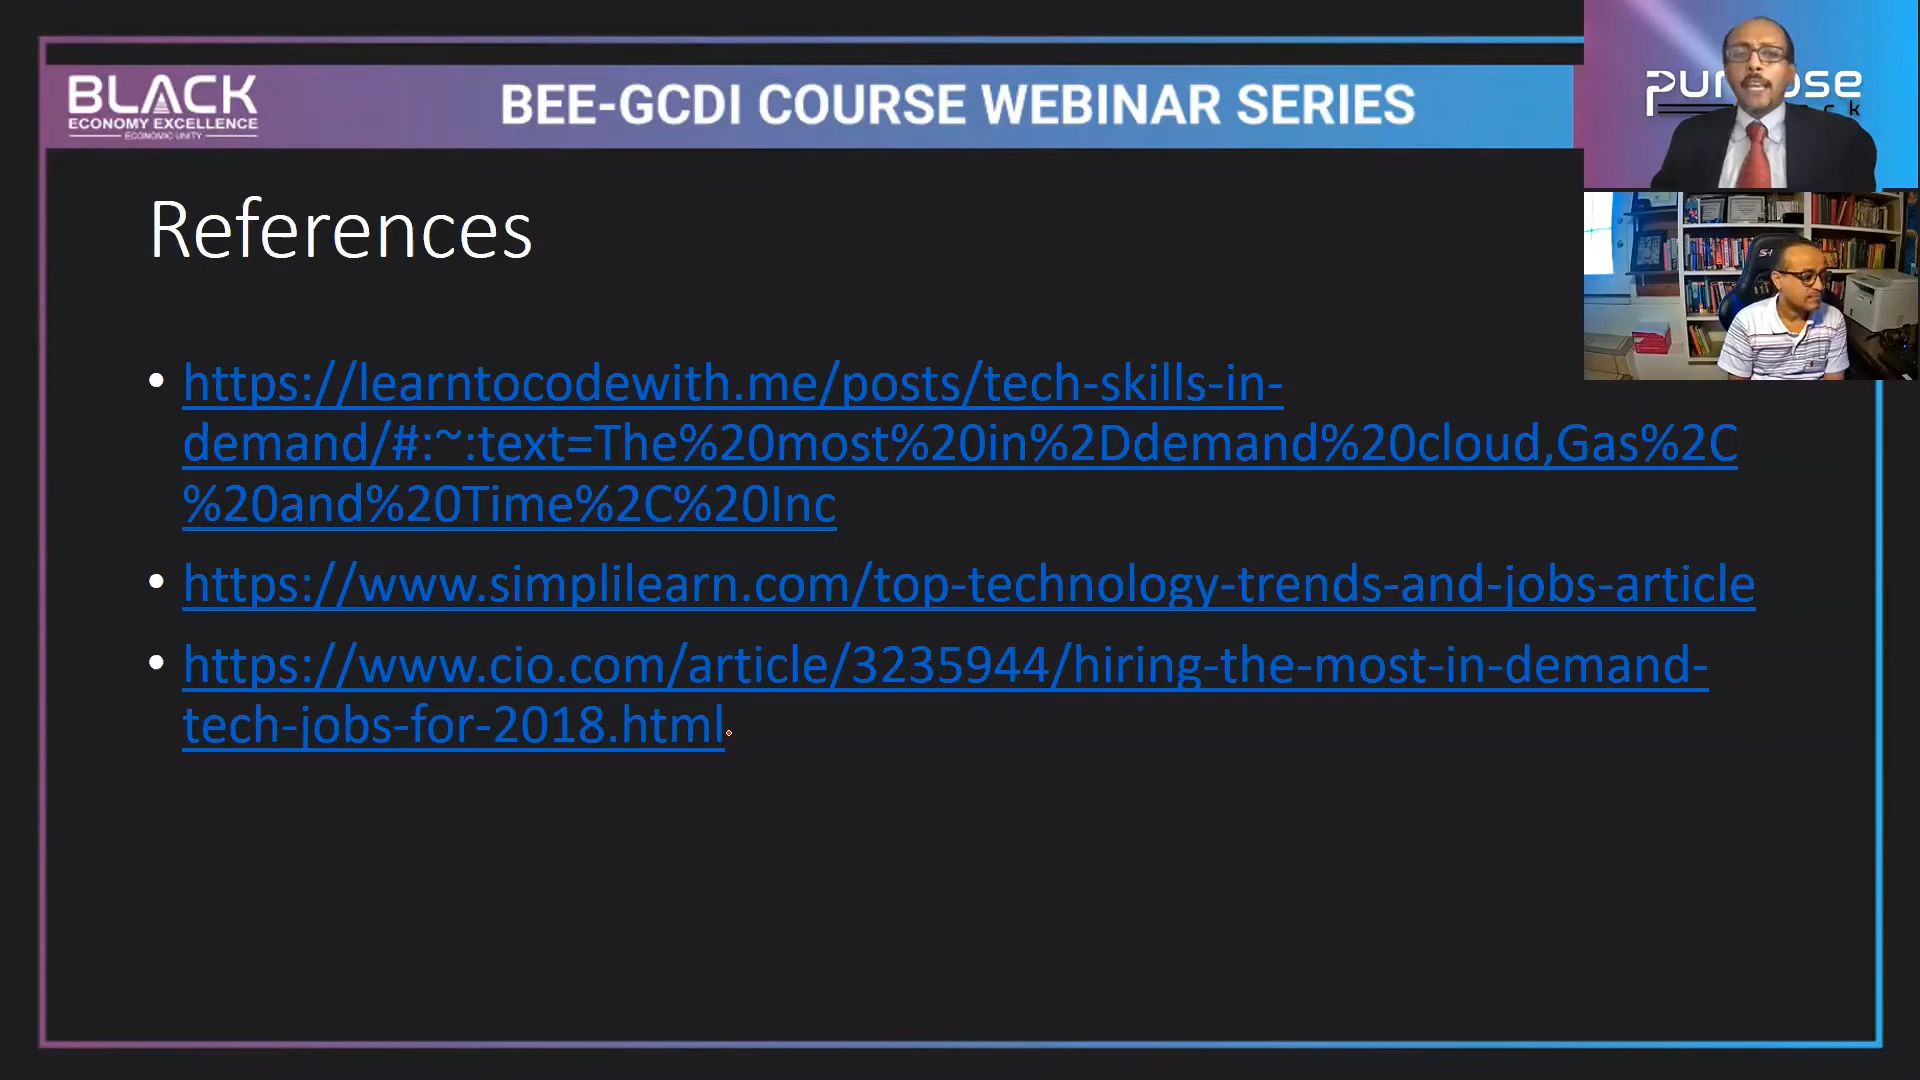 BLACK
ECONOMY EXCELLENCE
ECONOMIC UNITY
BEE-GCDI COURSE WEBINAR SERIES
References
• https://learntocodewith.me/posts/tech-skills-in-
demand/#:~:text=The%20most%20in%2Ddemand%20cloud,Gas%2C
%20and%20Time%2C%20Inc
• https://www.simplilearn.com/top-technology-trends-and-jobs-article
• https://www.cio.com/article/3235944/hiring-the-most-in-demand-
tech-jobs-for-2018.html